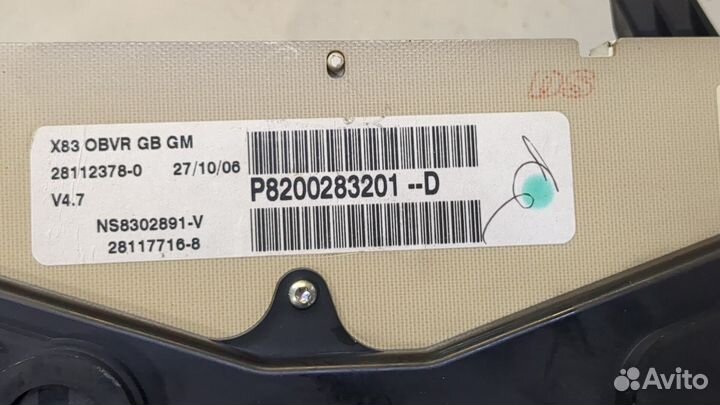 X83 OBVR GB GM
28112378-0 27/10/06
V4.7
P8200283201 --D
NS8302891-V
28117716-8
Avito